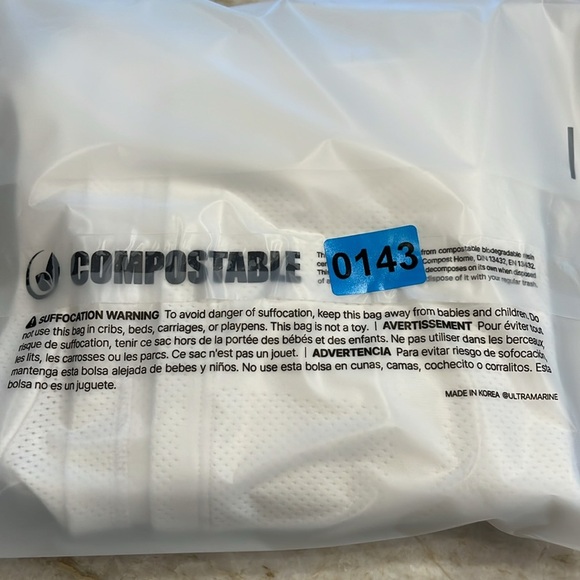 COMPOSTABLE
0143
from compostable biodegradable resin
Compost Home, DIN 13432, EN 13432
This decomposes on its own when disposed
of dispose of it with your regular trash.
SUFFOCATION WARNING To avoid danger of suffocation, keep this bag away from babies and children. Do
not use this bag in cribs, beds, carriages, or playpens. This bag is not a toy. | AVERTISSEMENT Pour éviter tout
risque de suffocation, tenir ce sac hors de la portée des bébés et des enfants. Ne pas utiliser dans les berceaux,
les lits, les carrosses ou les parcs. Ce sac n'est pas un jouet. | ADVERTENCIA Para evitar riesgo de sofocación,
mantenga esta bolsa alejada de bebes y niños. No use esta bolsa en cunas, camas, cochecito o corralitos. Esta
bolsa no es un juguete.
MADE IN KOREA @ULTRAMARINE